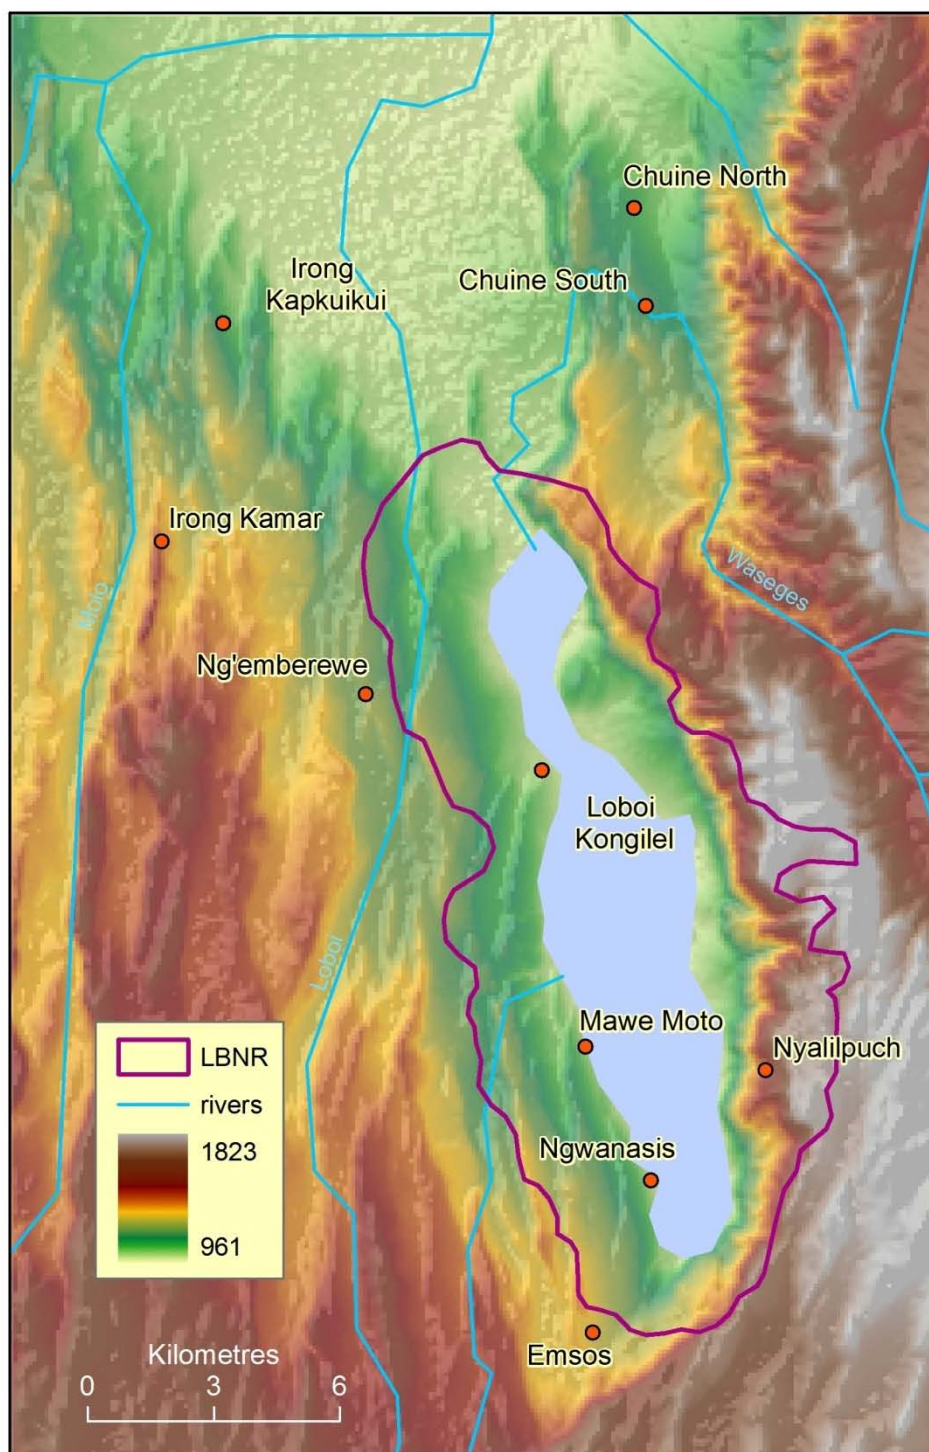 Chuine North
Irong
Kapkuikui
Chuine South
Irong Kamar
Molo
Waseges
Ng'emberewe
Loboi
Kongilel
Loboi
Mawe Moto
Nyalilpuch
LBNR
rivers
1823
961
Ngwanasis
Emsos
Kilometres
0 3 6